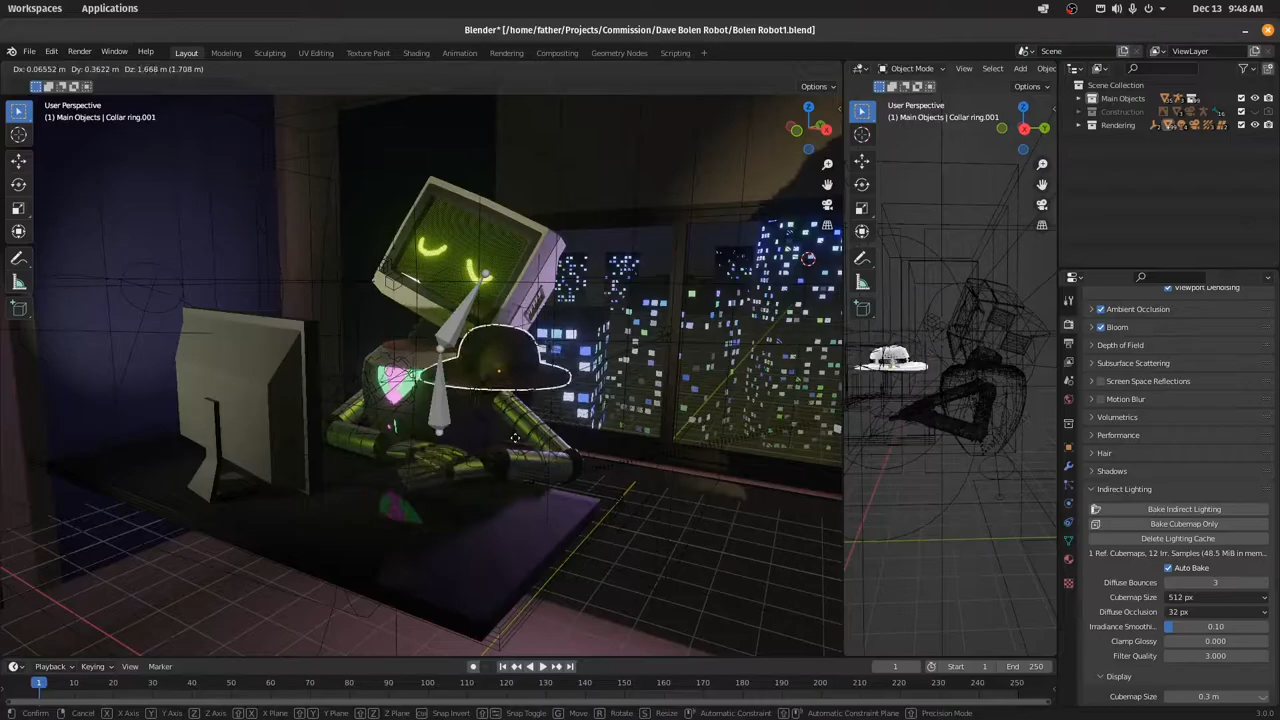 Workspaces Applications Dec 13 9:48 AM
Blender* [/home/father/Projects/Commission/Dave Bolen Robot/Bolen Robot1.blend]
File Edit Render Window Help Layout Modeling Sculpting UV Editing Texture Paint Shading Animation Rendering Compositing Geometry Nodes Scripting Scene ViewLayer
Dx: 0.06552 m Dy: 0.3622 m Dz: 1.668 m (1.708 m) Object Mode View Select Add Objec
Options Options
Scene Collection
User Perspective User Perspective Main Objects
(1) Main Objects | Collar ring.001 (1) Main Objects | Collar ring.001 Construction
Rendering
Viewport Denoising
Ambient Occlusion
Bloom
Depth of Field
Subsurface Scattering
Screen Space Reflections
Motion Blur
Volumetrics
Performance
Hair
Shadows
Indirect Lighting
Bake Indirect Lighting
Bake Cubemap Only
Delete Lighting Cache
1 Ref. Cubemaps, 12 Irr. Samples (48.5 MiB in mem...
Auto Bake
Diffuse Bounces 3
Cubemap Size 512 px
Diffuse Occlusion 32 px
Irradiance Smoothi... 0.10
Clamp Glossy 0.000
Filter Quality 3.000
Display
Cubemap Size 0.3 m
Playback Keying View Marker 1 Start 1 End 250
1 10 20 30 40 50 60 70 80 90 100 110 120 130 140 150 160 170 180 190 200 210 220 230 240 250
Confirm Cancel X X Axis Y Y Axis Z Z Axis X X Plane Y Y Plane Z Z Plane Snap Invert Snap Toggle G Move R Rotate S Resize Automatic Constraint Automatic Constraint Plane Precision Mode 3.0.0